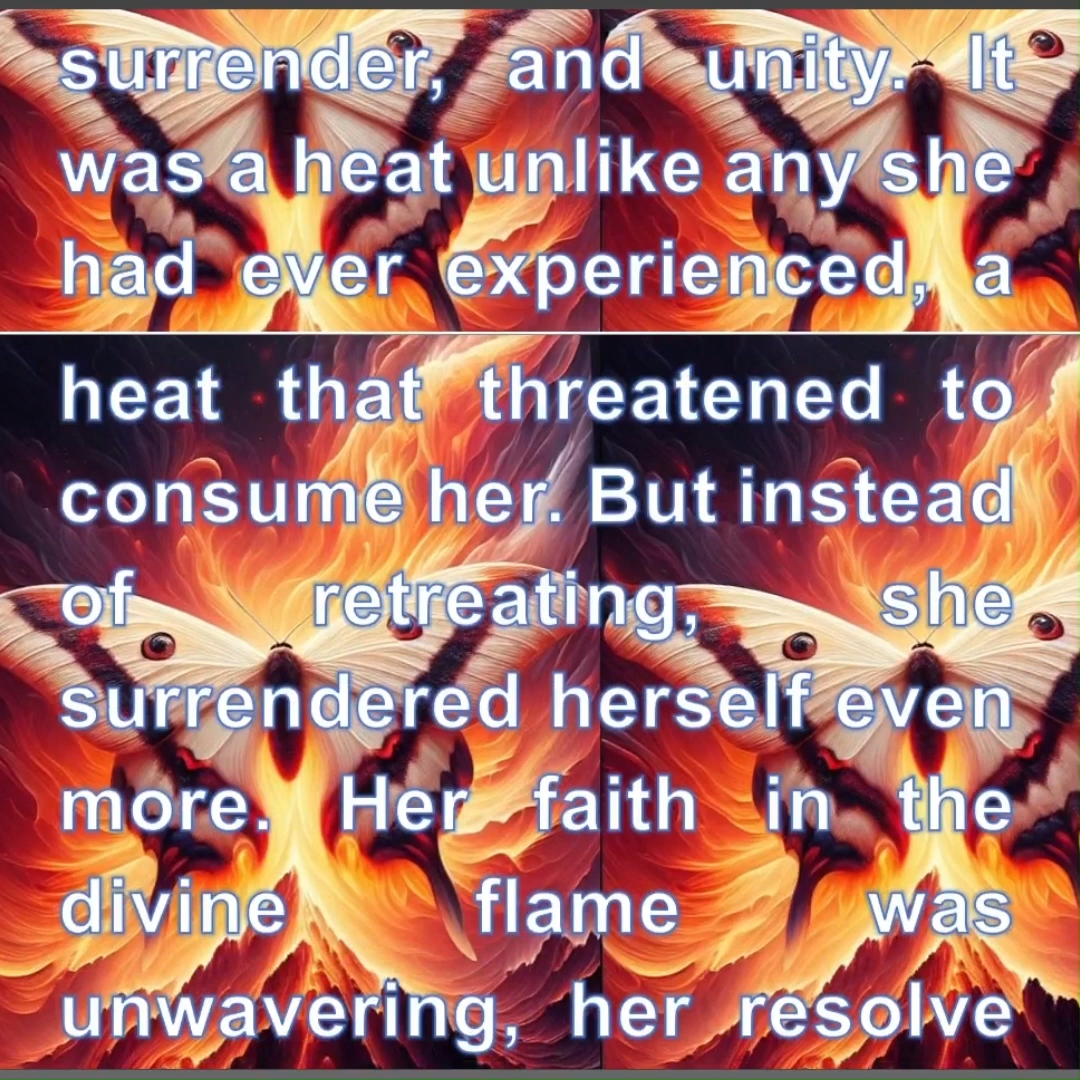 surrender, and unity. It
was a heat unlike any she
had ever experienced, a
heat that threatened to
consume her. But instead
of retreating, she
surrendered herself even
more. Her faith in the
divine flame was
unwavering, her resolve